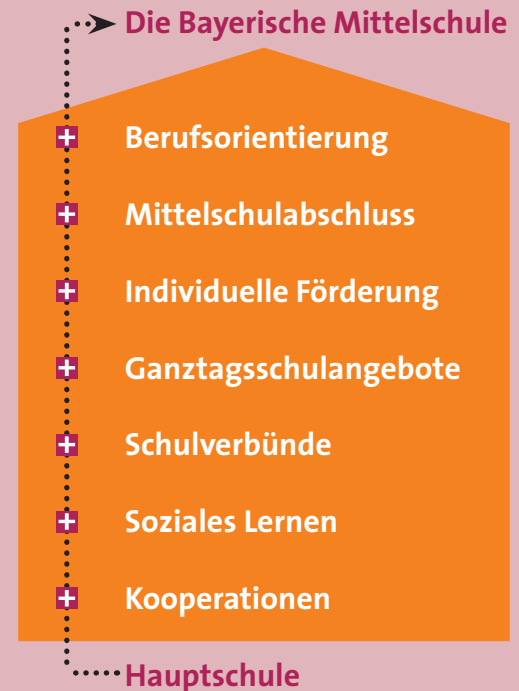 Die Bayerische Mittelschule
+ Berufsorientierung
+ Mittelschulabschluss
+ Individuelle Förderung
+ Ganztagsschulangebote
+ Schulverbünde
+ Soziales Lernen
+ Kooperationen
Hauptschule